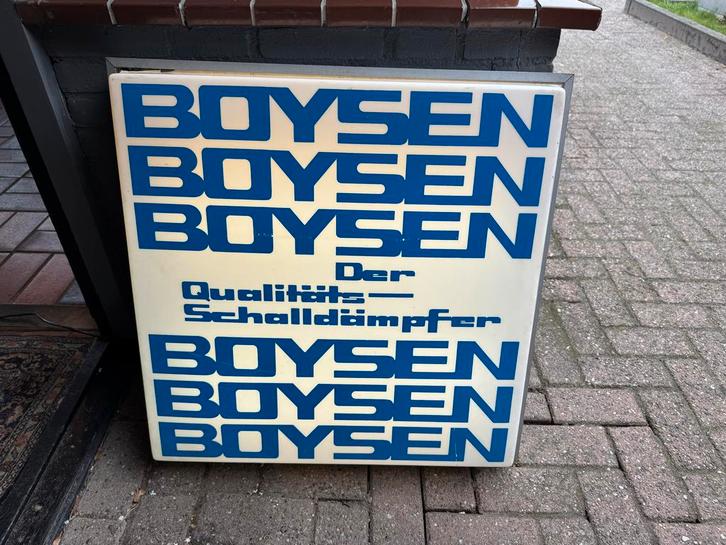 BOYSEN
BOYSEN
BOYSEN
Der
Qualitäts—
Schalldämpfer
BOYSEN
BOYSEN
BOYSEN